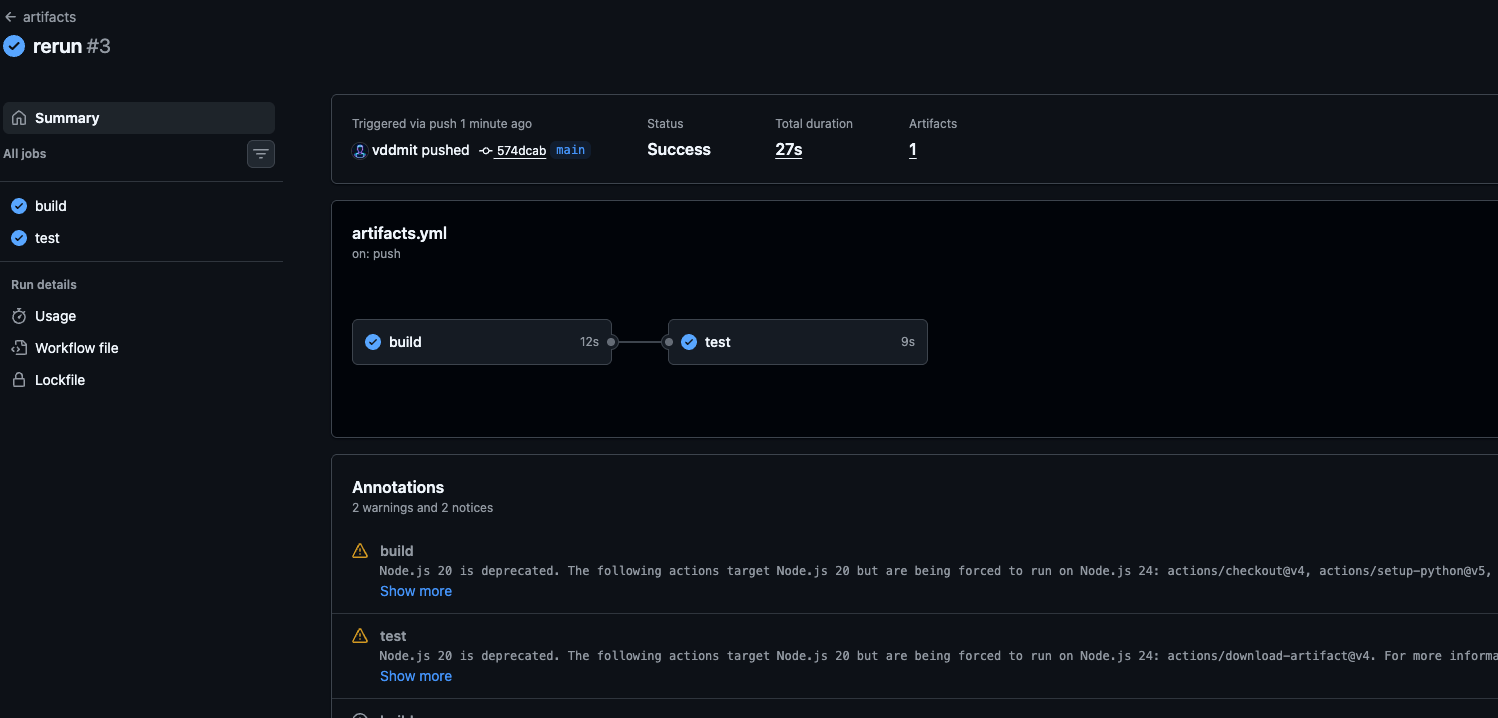 artifacts
rerun #3
Summary
All jobs
build
test
Run details
Usage
Workflow file
Lockfile
Triggered via push 1 minute ago
vddmit pushed 574dcab main
Status
Success
Total duration
27s
Artifacts
1
artifacts.yml
on: push
build 12s
test 9s
Annotations
2 warnings and 2 notices
build
Node.js 20 is deprecated. The following actions target Node.js 20 but are being forced to run on Node.js 24: actions/checkout@v4, actions/setup-python@v5,
Show more
test
Node.js 20 is deprecated. The following actions target Node.js 20 but are being forced to run on Node.js 24: actions/download-artifact@v4. For more informa
Show more